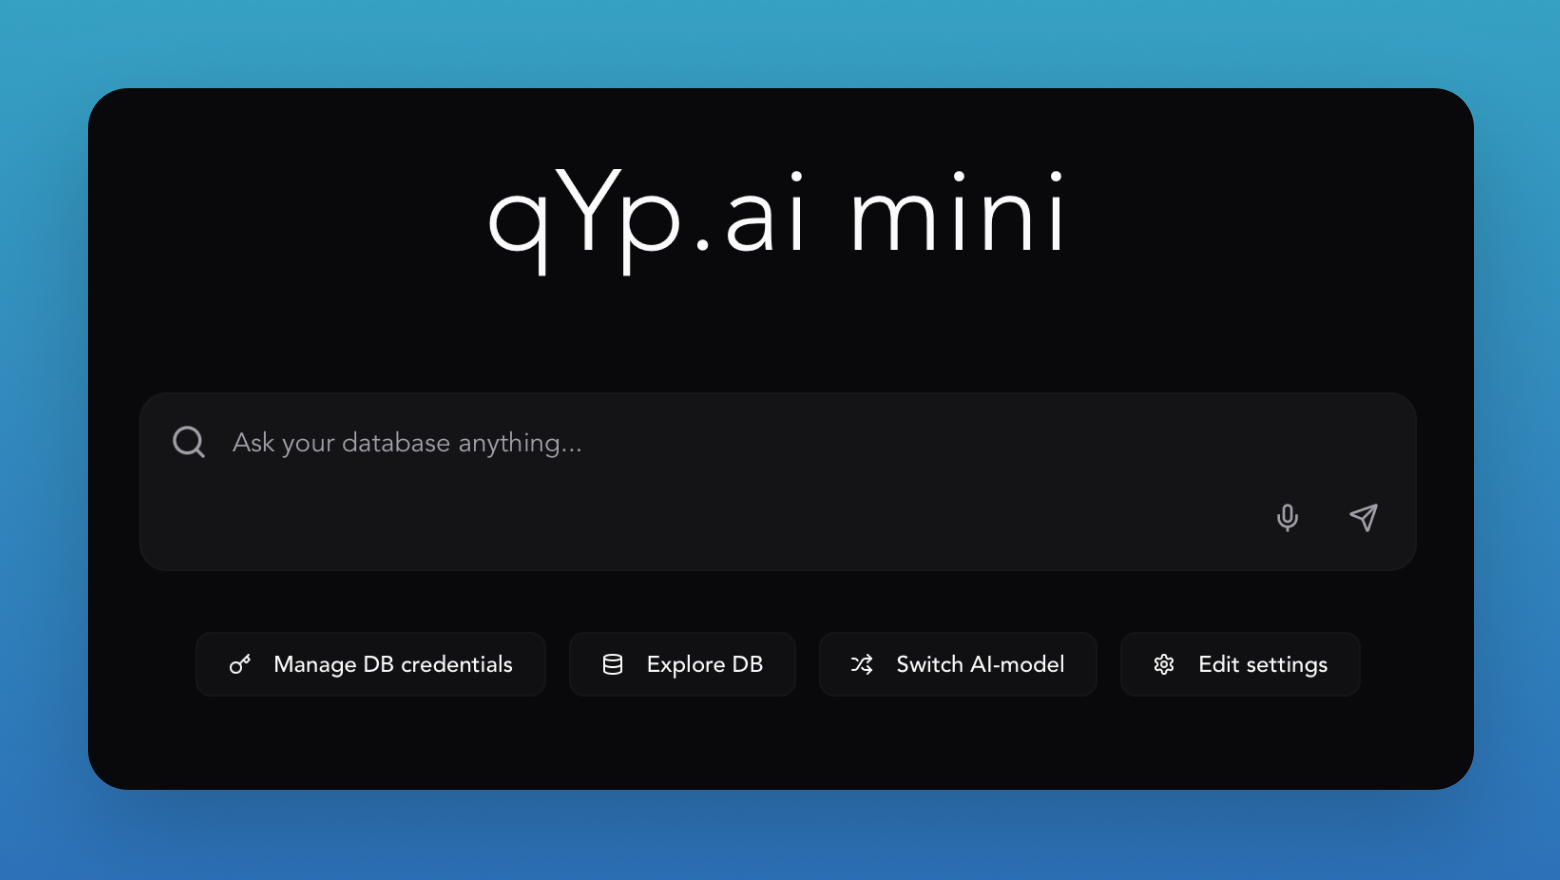 qYp.ai mini
Ask your database anything...
Manage DB credentials
Explore DB
Switch AI-model
Edit settings